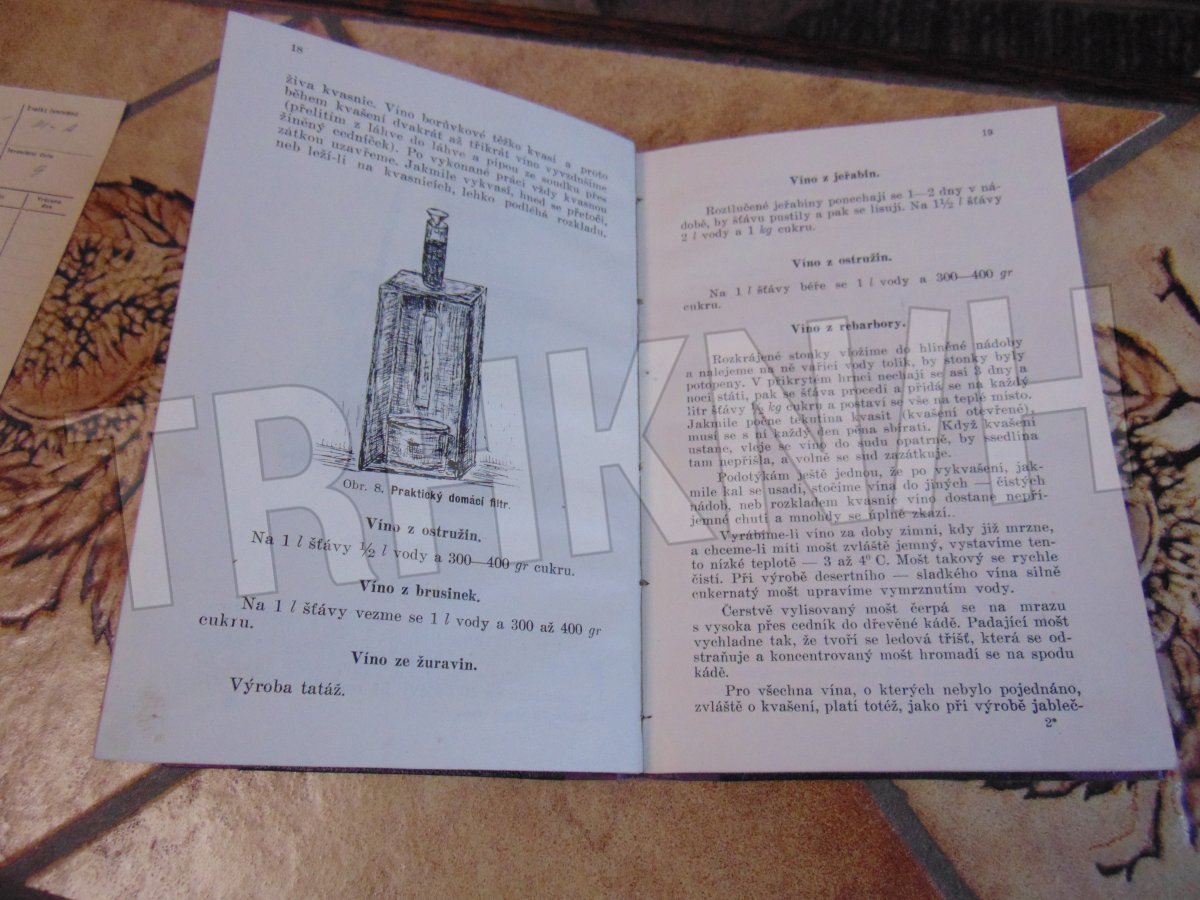 18
živa kvasnic. Víno borůvkové těžko kvasí a proto
během kvašení dvakrát až třikrát víno vyvzdušíme
(přelitím z láhve do láhve a pipou ze soudku přes
žíněný cedníček). Po vykonané práci vždy kvasnou
zátkou uzavřeme. Jakmile vykvasí, hned se přetočí,
neb leží-li na kvasnicích, lehko podléhá rozkladu.
Obr. 8. Praktický domácí filtr.
Víno z ostružin.
Na 1 l šťávy ½ l vody a 300—400 gr cukru.
Víno z brusinek.
Na 1 l šťávy vezme se 1 l vody a 300 až 400 gr
cukru.
Víno ze žuravin.
Výroba tatáž.
19
Víno z jeřabin.
Roztlučené jeřabiny ponechají se 1—2 dny v ná-
době, by šťávu pustily a pak se lisují. Na 1½ l šťávy
2 l vody a 1 kg cukru.
Víno z ostružin.
Na 1 l šťávy béře se 1 l vody a 300—400 gr
cukru.
Víno z rebarbory.
Rozkrájené stonky vložíme do hliněné nádoby
a nalejeme na ně vařící vody tolik, by stonky byly
potopeny. V přikrytém hrnci nechají se asi 3 dny a
noci státi, pak se šťáva procedí a přidá se na každý
litr šťávy ½ kg cukru a postaví se vše na teplé místo.
Jakmile počne tekutina kvasit (kvašení otevřené),
musí se s ní každý den pěna sbírati. Když kvašení
ustane, vleje se víno do sudu opatrně, by ssedlina
tam nepřišla, a volně se sud zazátkuje.
Podotýkám ještě jednou, že po vykvašení, jak-
mile kal se usadí, stočíme vína do jiných — čistých
nádob, neb rozkladem kvasnic víno dostane nepří-
jemné chuti a mnohdy se úplně zkazí.
Vyrábíme-li víno za doby zimní, kdy již mrzne,
a chceme-li míti mošt zvláště jemný, vystavíme ten-
to nízké teplotě — 3 až 4⁰ C. Mošt takový se rychle
čistí. Při výrobě desertního — sladkého vína silně
cukernatý mošt upravíme vymrznutím vody.
Čerstvě vylisovaný mošt čerpá se na mrazu
s vysoka přes cedník do dřevěné kádě. Padající mošt
vychladne tak, že tvoří se ledová tříšť, která se od-
straňuje a koncentrovaný mošt hromadí se na spodu
kádě.
Pro všechna vína, o kterých nebylo pojednáno,
zvláště o kvašení, platí totéž, jako při výrobě jableč-
2*
TRHKNIH